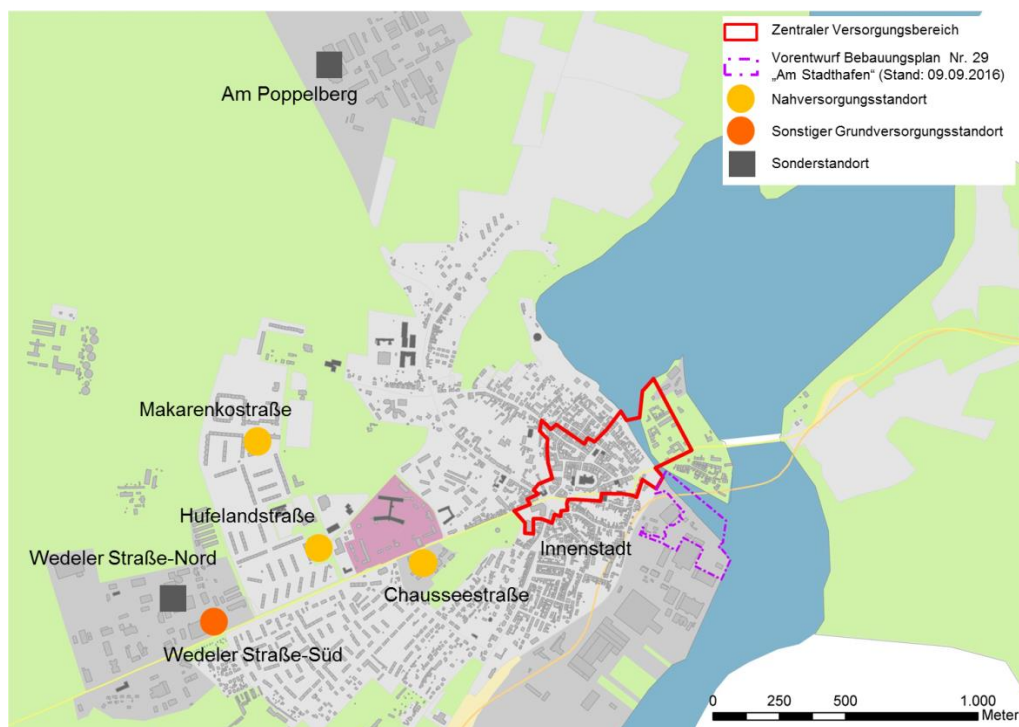 Zentraler Versorgungsbereich
Vorentwurf Bebauungsplan Nr. 29
„Am Stadthafen“ (Stand: 09.09.2016)
Nahversorgungsstandort
Sonstiger Grundversorgungsstandort
Sonderstandort
Am Poppelberg
Makarenkostraße
Hufelandstraße
Wedeler Straße-Nord
Innenstadt
Chausseestraße
Wedeler Straße-Süd
0 250 500 1.000
Meter